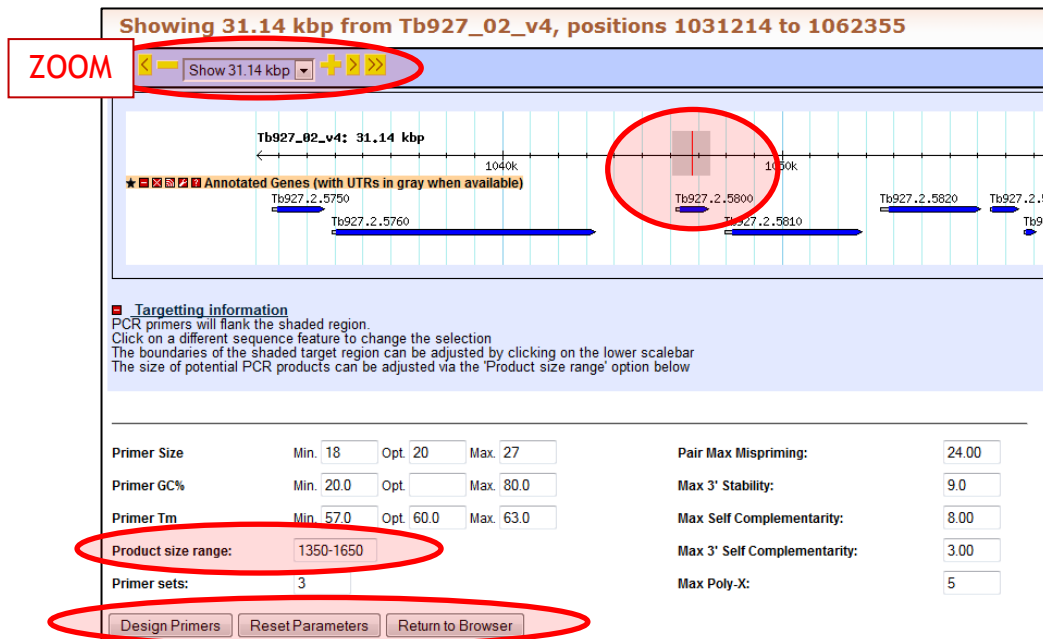 Showing 31.14 kbp from Tb927_02_v4, positions 1031214 to 1062355
ZOOM
Show 31.14 kbp
Tb927_02_v4: 31.14 kbp
1040k
1050k
Annotated Genes (with UTRs in gray when available)
Tb927.2.5750
Tb927.2.5800
Tb927.2.5820
Tb927.2.5
Tb927.2.5760
Tb927.2.5810
Tb9
Targetting information
PCR primers will flank the shaded region.
Click on a different sequence feature to change the selection
The boundaries of the shaded target region can be adjusted by clicking on the lower scalebar
The size of potential PCR products can be adjusted via the 'Product size range' option below
Primer Size Min. 18 Opt. 20 Max. 27 Pair Max Mispriming: 24.00
Primer GC% Min. 20.0 Opt. Max. 80.0 Max 3' Stability: 9.0
Primer Tm Min. 57.0 Opt. 60.0 Max. 63.0 Max Self Complementarity: 8.00
Product size range: 1350-1650 Max 3' Self Complementarity: 3.00
Primer sets: 3 Max Poly-X: 5
Design Primers Reset Parameters Return to Browser